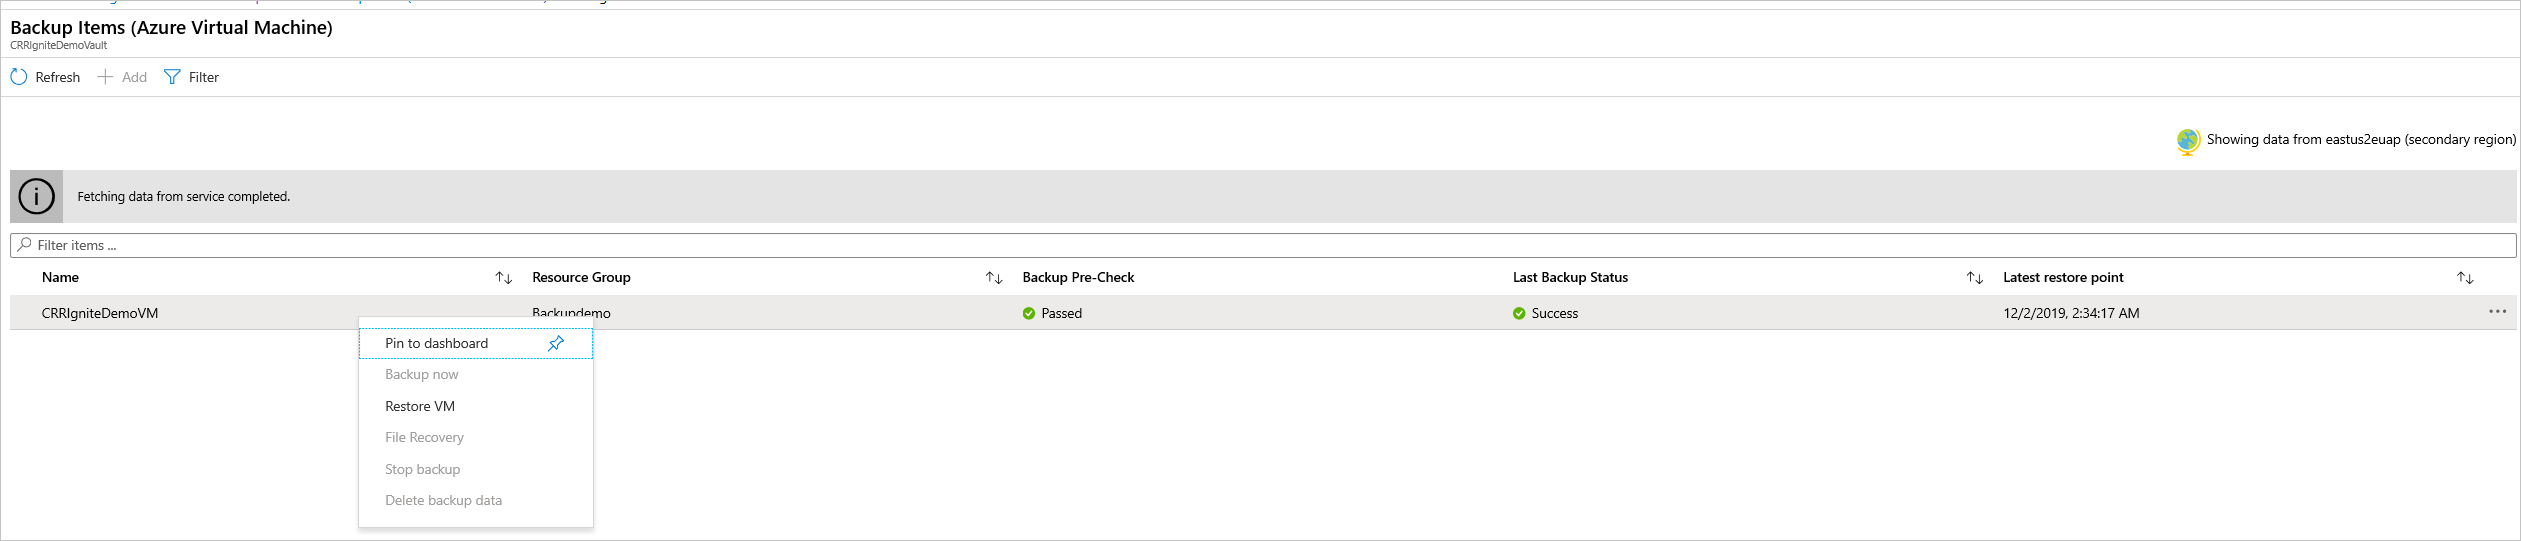 Backup Items (Azure Virtual Machine)
CRRIgniteDemoVault
Refresh Add Filter
Showing data from eastus2euap (secondary region)
Fetching data from service completed.
Filter items ...
Name Resource Group Backup Pre-Check Last Backup Status Latest restore point
CRRIgniteDemoVM Backupdemo Passed Success 12/2/2019, 2:34:17 AM
Pin to dashboard
Backup now
Restore VM
File Recovery
Stop backup
Delete backup data